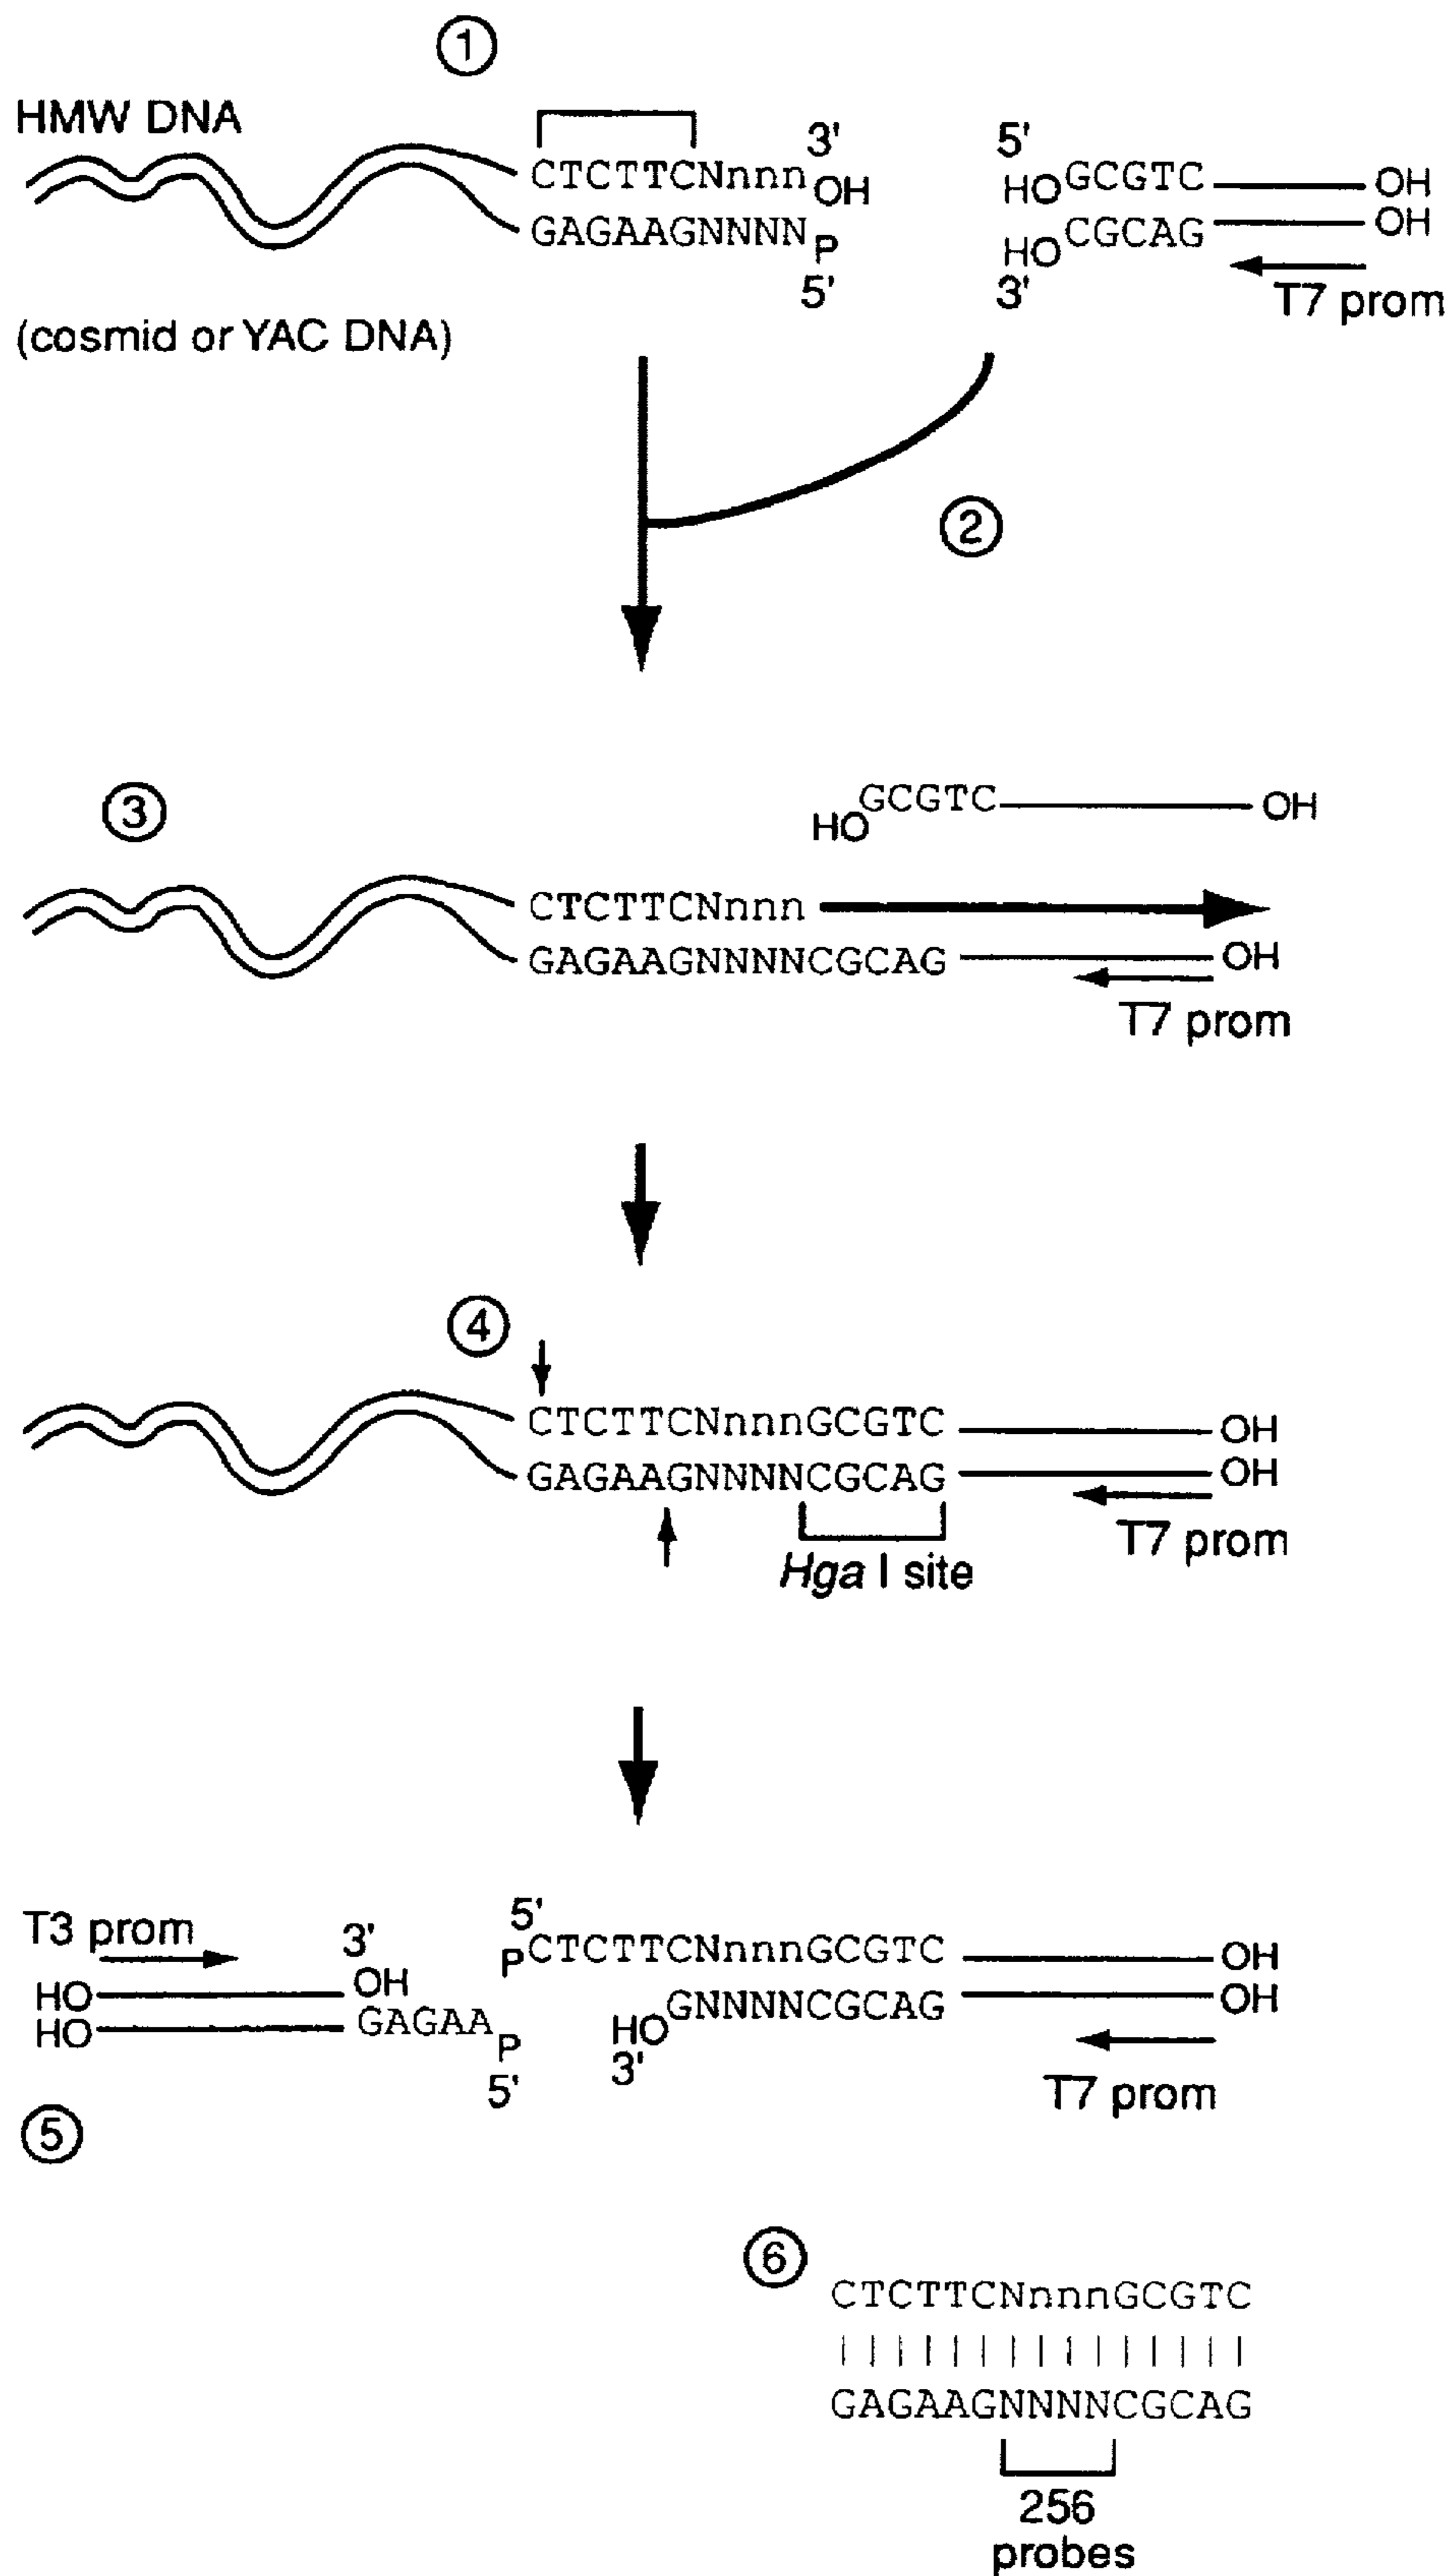 ①
HMW DNA
CTCTTCNnnn
3'
OH
5'
HO
GCGTC
OH
GAGAAGNNNN
P
5'
HO
CGCAG
OH
3'
T7 prom
(cosmid or YAC DNA)
②
③
HO
GCGTC
OH
CTCTTCNnnn
GAGAAGNNNNCGCAG
OH
T7 prom
④
CTCTTCNnnnGCGTC
OH
GAGAAGNNNNCGCAG
OH
T7 prom
Hga I site
T3 prom
3'
5'
HO
OH
P
CTCTTCNnnnGCGTC
OH
HO
GAGAA
P
5'
HO
3'
GNNNNCGCAG
OH
T7 prom
⑤
⑥
CTCTTCNnnnGCGTC
GAGAAGNNNNCGCAG
256
probes